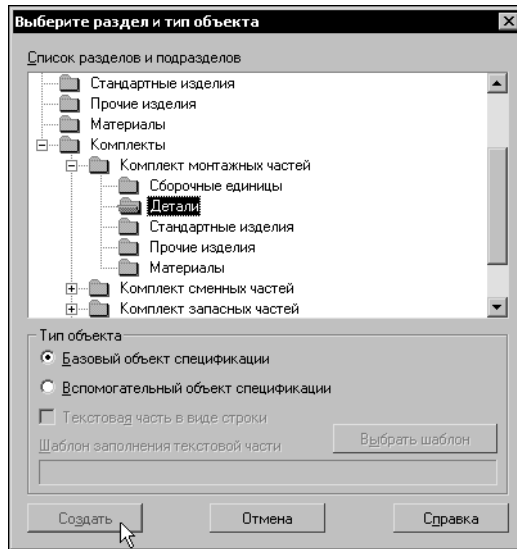 Выберите раздел и тип объекта
Список разделов и подразделов
Стандартные изделия
Прочие изделия
Материалы
Комплекты
Комплект монтажных частей
Сборочные единицы
Детали
Стандартные изделия
Прочие изделия
Материалы
Комплект сменных частей
Комплект запасных частей
Тип объекта
Базовый объект спецификации
Вспомогательный объект спецификации
Текстовая часть в виде строки
Шаблон заполнения текстовой части
Выбрать шаблон
Создать Отмена Справка